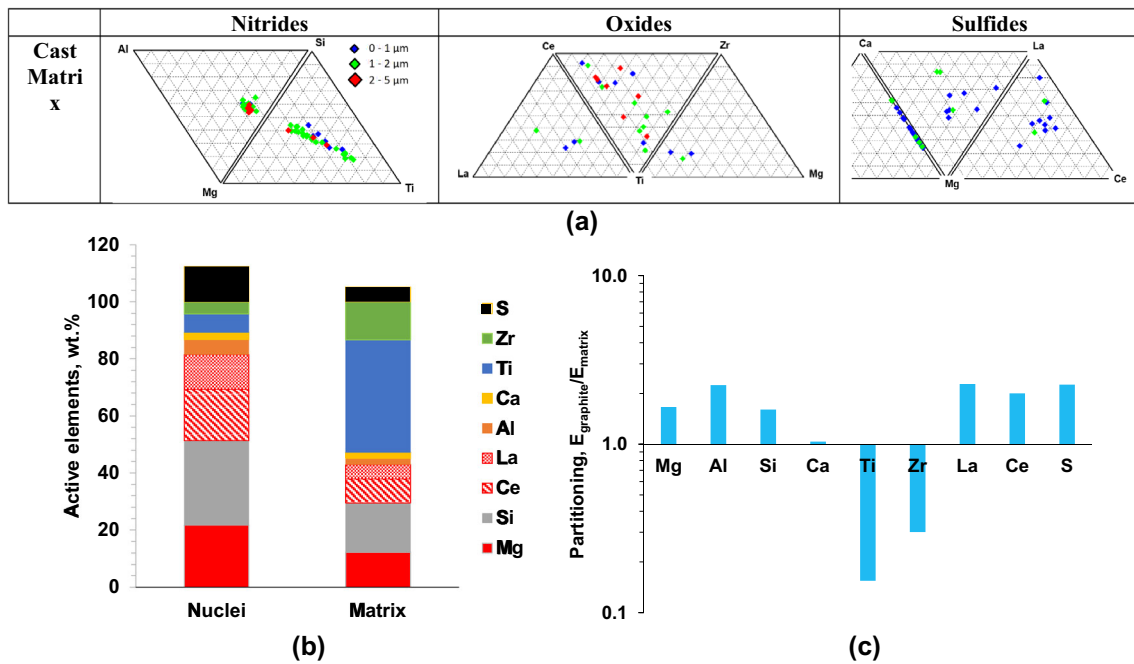 Nitrides Oxides Sulfides
Cast
Matri
x
Al Si
0 - 1 µm
1 - 2 µm
2 - 5 µm
Mg Ti
Ce Zr
La Ti Mg
Ca La
Mg Ce
(a)
Active elements, wt.%
120
100
80
60
40
20
0
Nuclei Matrix
S
Zr
Ti
Ca
Al
La
Ce
Si
Mg
(b)
Partitioning, E_graphite/E_matrix
10.0
1.0
0.1
Mg Al Si Ca Ti Zr La Ce S
(c)